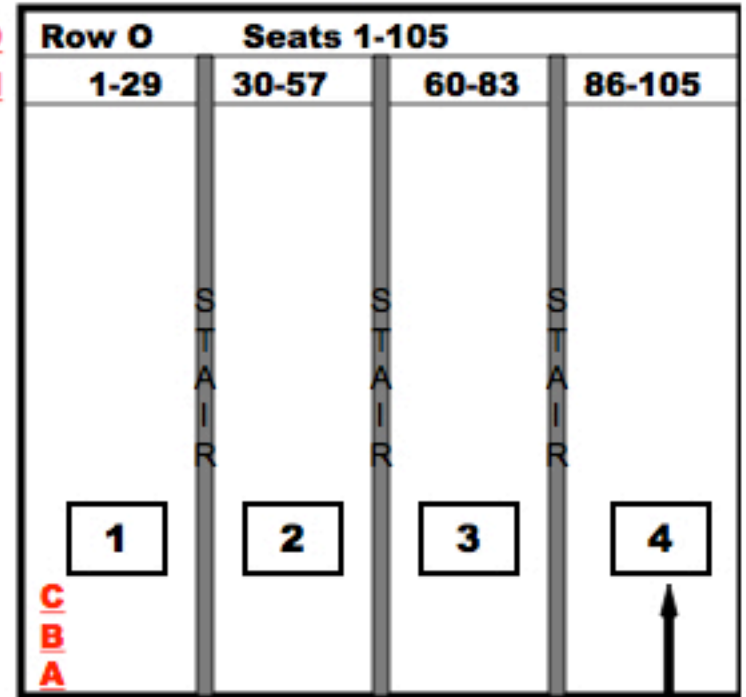 Row O Seats 1-105
1-29 30-57 60-83 86-105
STAIR STAIR STAIR
1 2 3 4
C
B
A